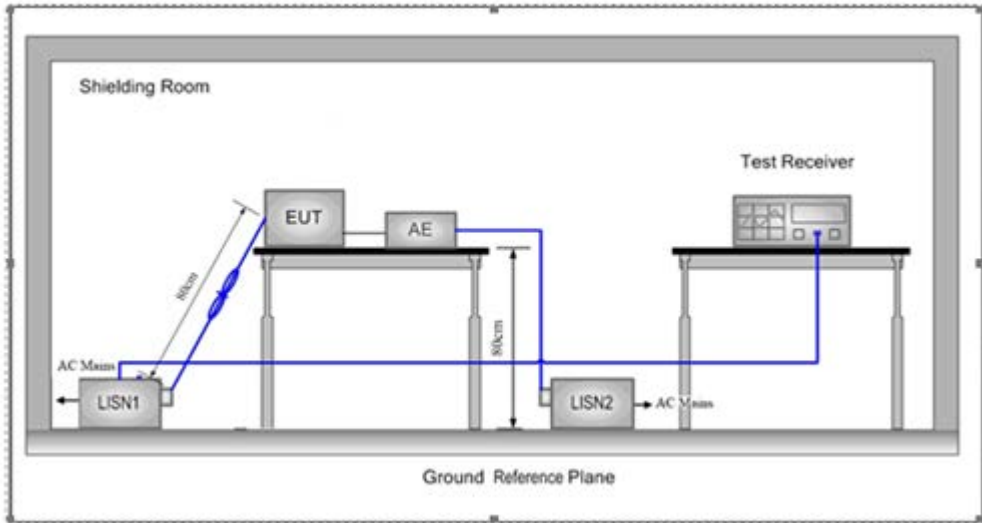 Shielding Room
Test Receiver
EUT
AE
80cm
80cm
AC Mains
LISN1
LISN2
AC Mains
Ground Reference Plane